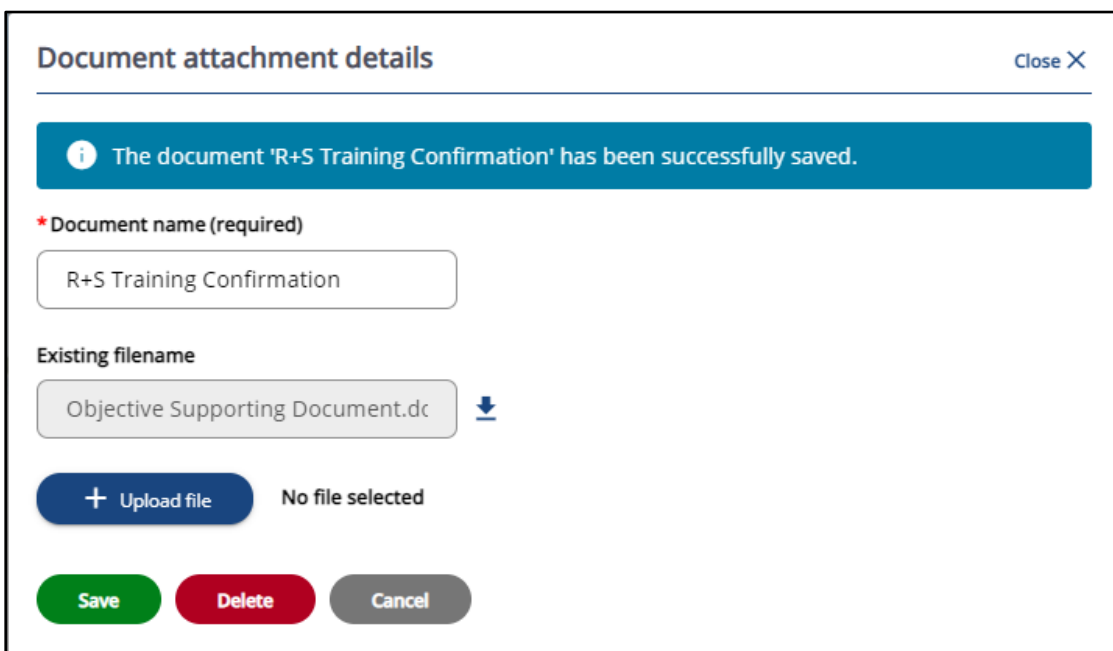 Document attachment details
Close
The document 'R+S Training Confirmation' has been successfully saved.
*Document name (required)
R+S Training Confirmation
Existing filename
Objective Supporting Document.dc
+ Upload file No file selected
Save Delete Cancel